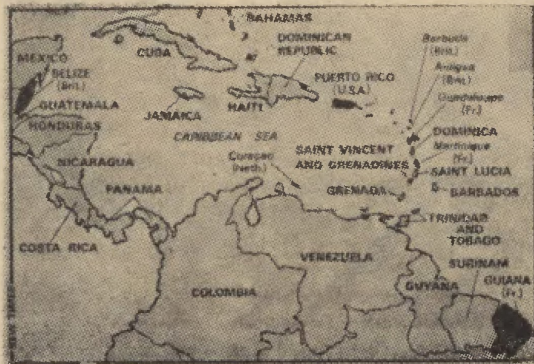 BAHAMAS
MEXICO
CUBA
DOMINICAN
REPUBLIC
Barbuda
(Brit.)
BELIZE
(Brit.)
PUERTO RICO
(U.S.A.)
Antigua
(Brit.)
GUATEMALA
JAMAICA
HAITI
Guadaloupe
(Fr.)
HONDURAS
CARIBBEAN SEA
DOMINICA
Curaçao
(Neth.)
SAINT VINCENT
AND GRENADINES
Martinique
(Fr.)
NICARAGUA
SAINT LUCIA
PANAMA
GRENADA
BARBADOS
TRINIDAD
AND
TOBAGO
COSTA RICA
VENEZUELA
SURINAM
COLOMBIA
GUYANA
GUIANA
(Fr.)